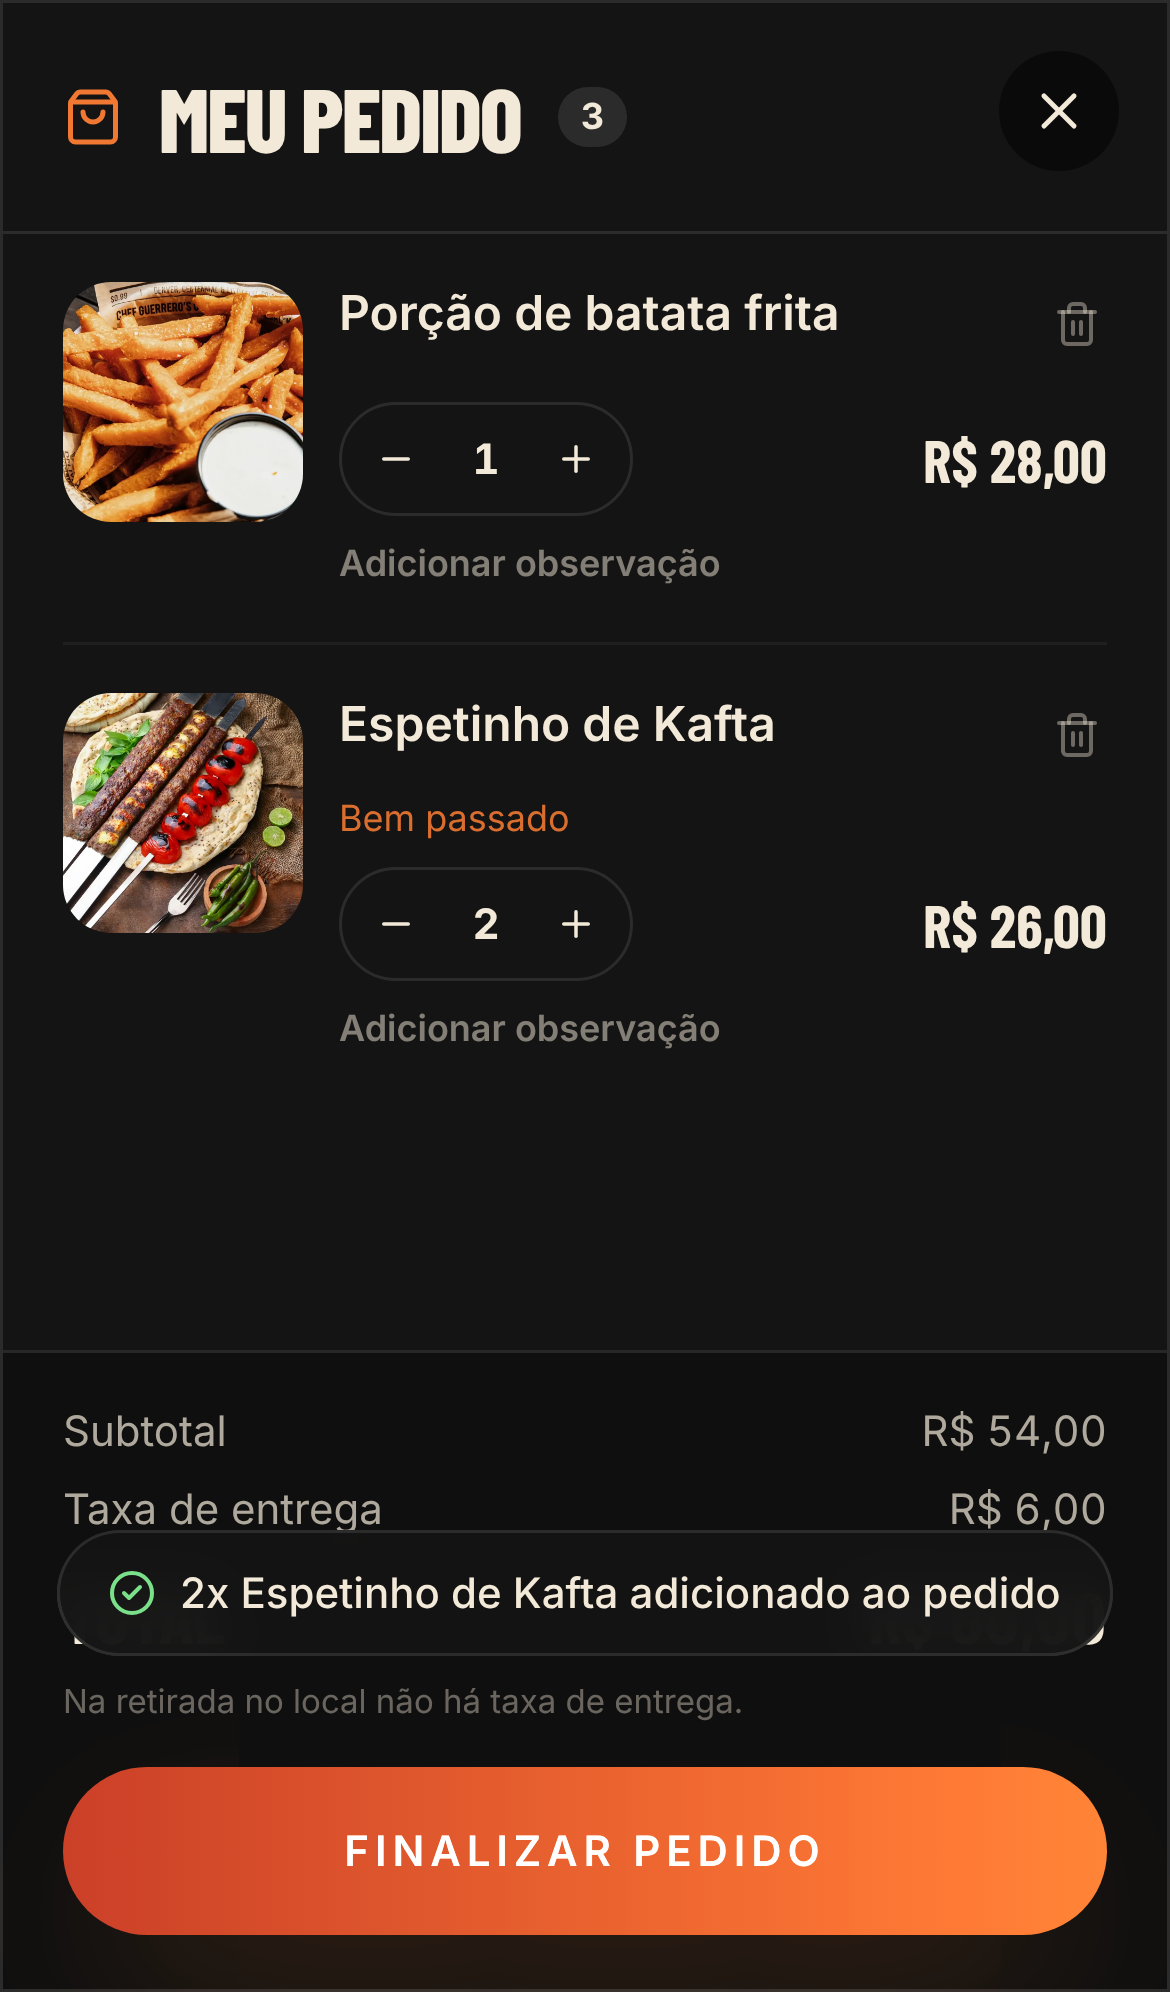 MEU PEDIDO 3
CHEF GUERRERO'S
Porção de batata frita
1
R$ 28,00
Adicionar observação
Espetinho de Kafta
Bem passado
2
R$ 26,00
Adicionar observação
Subtotal R$ 54,00
Taxa de entrega R$ 6,00
2x Espetinho de Kafta adicionado ao pedido
Na retirada no local não há taxa de entrega.
FINALIZAR PEDIDO